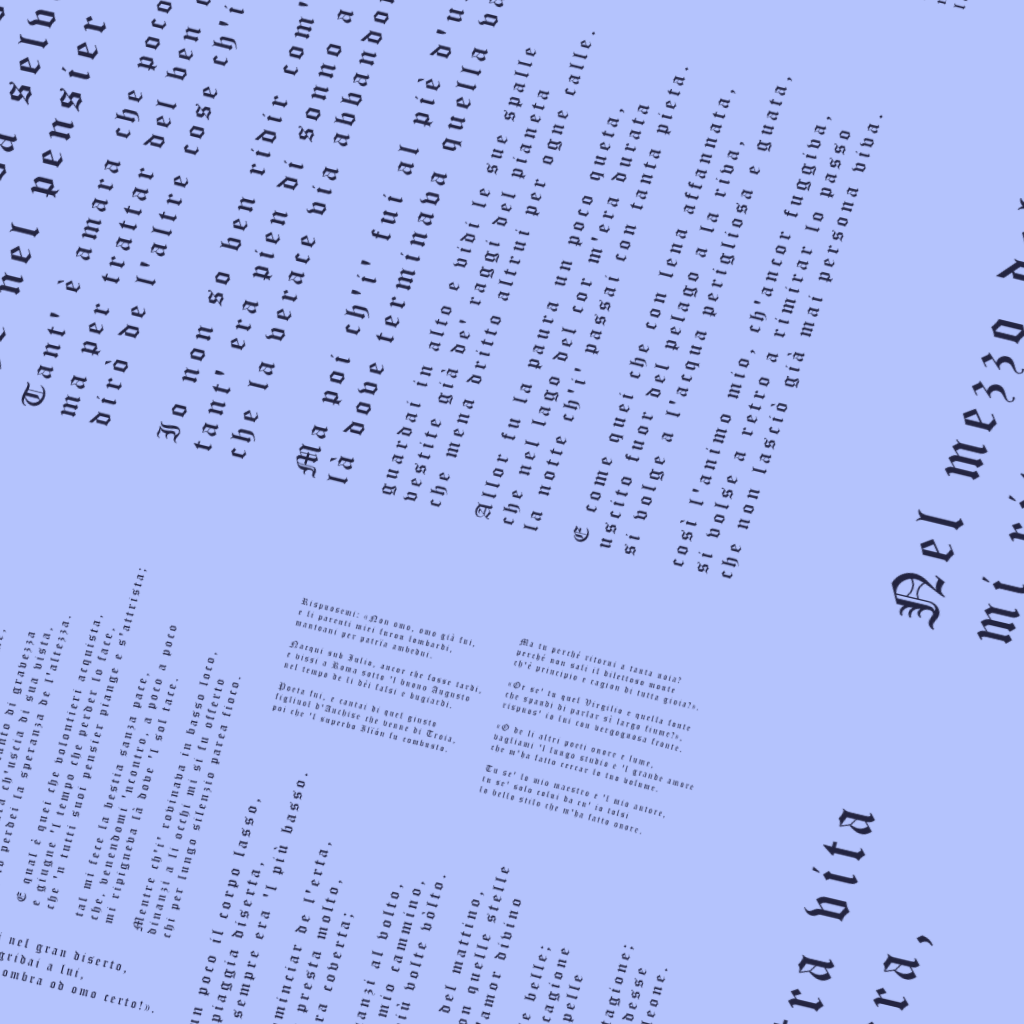 Nel mezzo
mi
vita
selv
nel pensier
Tant' è amara che poco
ma per trattar del ben
dirò de l'altre cose ch'i
Io non so ben ridir com'
tant' era pien di sonno a
che la verace via abbandon
Ma poi ch'i' fui al piè d'u
là dove terminava quella va
guardai in alto e vidi le sue spalle
vestite già de' raggi del pianeta
che mena dritto altrui per ogne calle.
Allor fu la paura un poco queta,
che nel lago del cor m'era durata
la notte ch'i' passai con tanta pieta.
E come quei che con lena affannata,
uscito fuor del pelago a la riva,
si volge a l'acqua perigliosa e guata,
così l'animo mio, ch'ancor fuggiva,
si volse a retro a rimirar lo passo
che non lasciò già mai persona viva.
poco il corpo lasso,
piaggia diserta,
sempre era 'l più basso.
minciar de l'erta,
presta molto,
coverta;
anzi al volto,
mio cammino,
più volte vòlto.
del mattino,
on quelle stelle
amor divino
belle;
cagione
pelle
tagione;
desse
leone.
di gravezza
ch'uscia di sua vista,
perdei la speranza de l'altezza.
E qual è quei che volontieri acquista,
e giugne 'l tempo che perder lo face,
che 'n tutti suoi pensier piange e s'attrista;
tal mi fece la bestia sanza pace,
che, venendomi 'ncontro, a poco a poco
mi ripigneva là dove 'l sol tace.
Mentre ch'i' rovinava in basso loco,
dinanzi a li occhi mi si fu offerto
chi per lungo silenzio parea fioco.
nel gran diserto,
gridai a lui,
ombra od omo certo!».
Rispuosemi: «Non omo, omo già fui,
e li parenti miei furon lombardi,
mantoani per patria ambedui.
Nacqui sub Iulio, ancor che fosse tardi,
e vissi a Roma sotto 'l buono Augusto
nel tempo de li dèi falsi e bugiardi.
Poeta fui, e cantai di quel giusto
figliuol d'Anchise che venne di Troia,
poi che 'l superbo Ilión fu combusto.
Ma tu perché ritorni a tanta noia?
perché non sali il dilettoso monte
ch'è principio e cagion di tutta gioia?».
«Or se' tu quel Virgilio e quella fonte
che spandi di parlar sì largo fiume?»,
rispuos' io lui con vergognosa fronte.
«O de li altri poeti onore e lume,
vagliami 'l lungo studio e 'l grande amore
che m'ha fatto cercar lo tuo volume.
Tu se' lo mio maestro e 'l mio autore,
tu se' solo colui da cu' io tolsi
lo bello stilo che m'ha fatto onore.